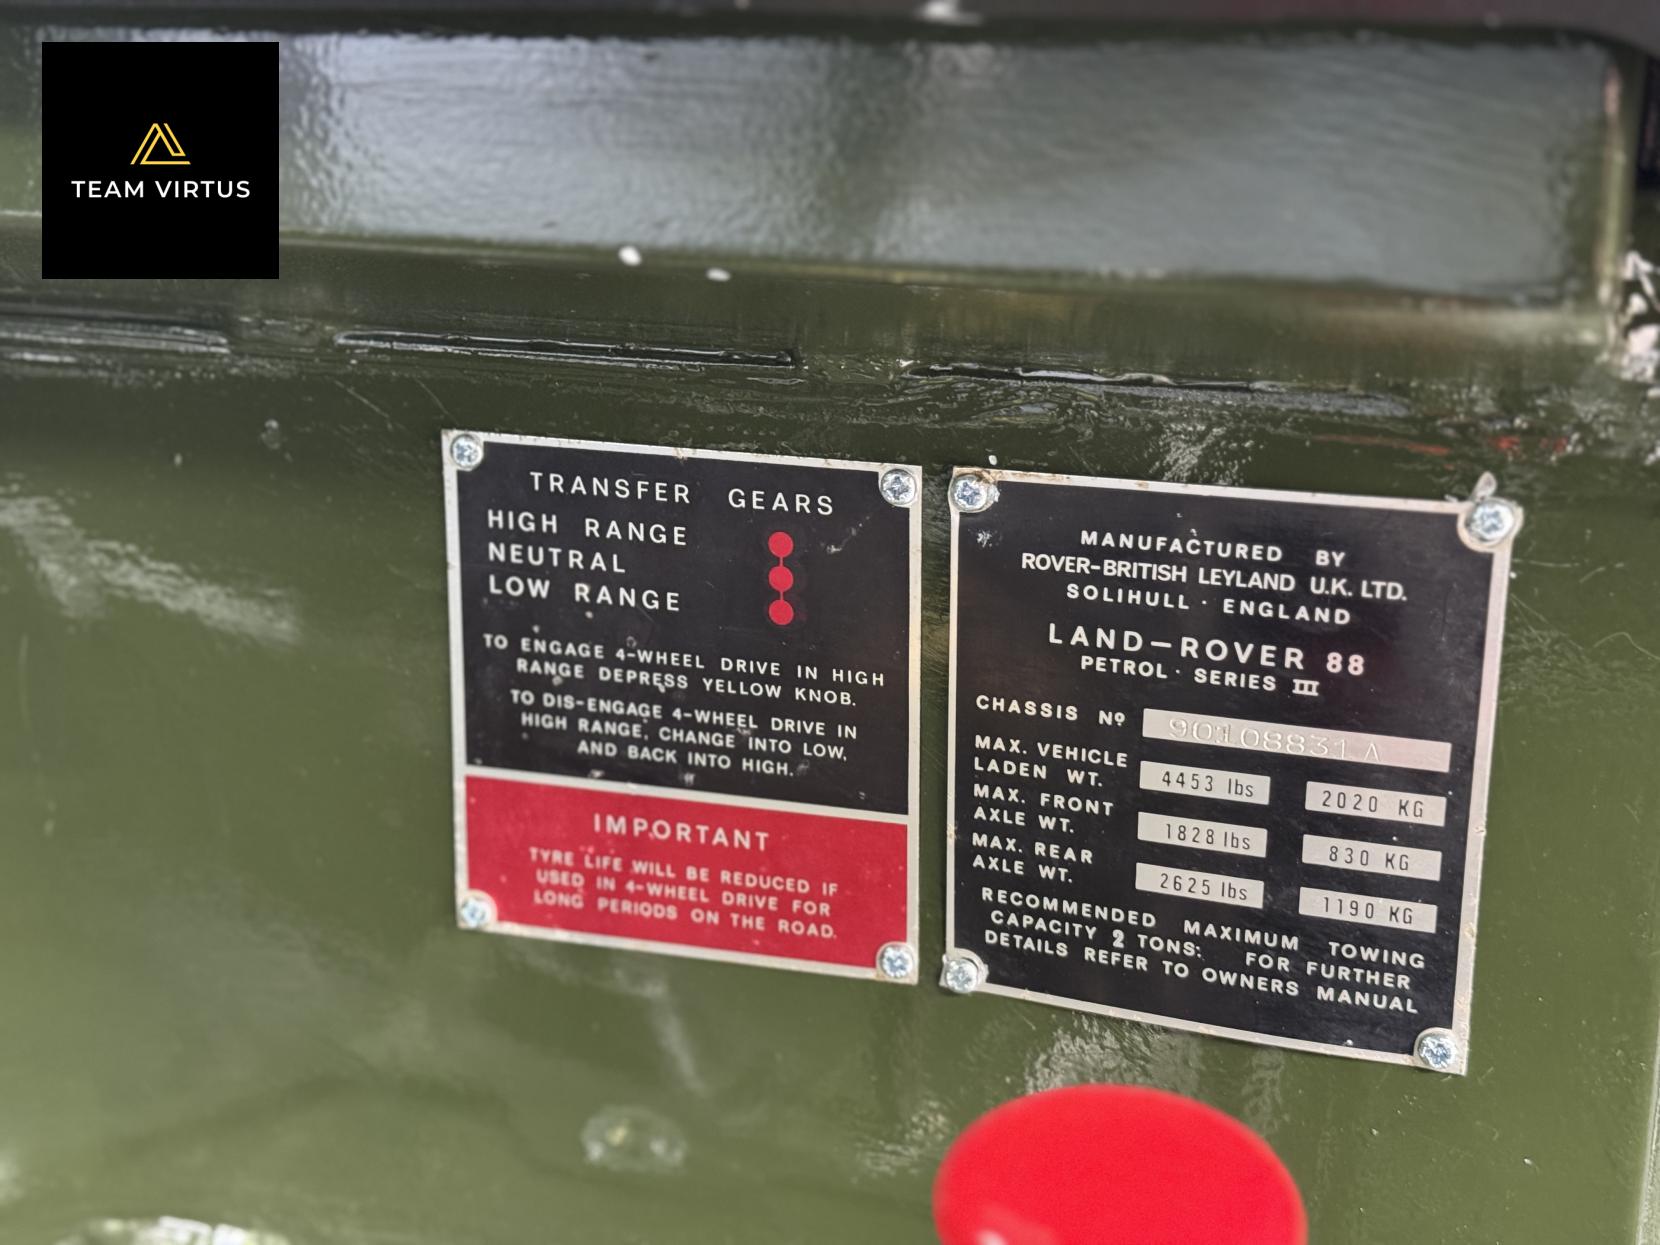 TEAM VIRTUS
TRANSFER GEARS
HIGH RANGE
NEUTRAL
LOW RANGE
TO ENGAGE 4-WHEEL DRIVE IN HIGH
RANGE DEPRESS YELLOW KNOB.
TO DIS-ENGAGE 4-WHEEL DRIVE IN
HIGH RANGE, CHANGE INTO LOW,
AND BACK INTO HIGH.
IMPORTANT
TYRE LIFE WILL BE REDUCED IF
USED IN 4-WHEEL DRIVE FOR
LONG PERIODS ON THE ROAD.
MANUFACTURED BY
ROVER-BRITISH LEYLAND U.K. LTD.
SOLIHULL · ENGLAND
LAND-ROVER 88
PETROL · SERIES III
CHASSIS Nº 90108831A
MAX. VEHICLE
LADEN WT. 4453 lbs 2020 KG
MAX. FRONT
AXLE WT. 1828 lbs 830 KG
MAX. REAR
AXLE WT. 2625 lbs 1190 KG
RECOMMENDED MAXIMUM TOWING
CAPACITY 2 TONS: FOR FURTHER
DETAILS REFER TO OWNERS MANUAL